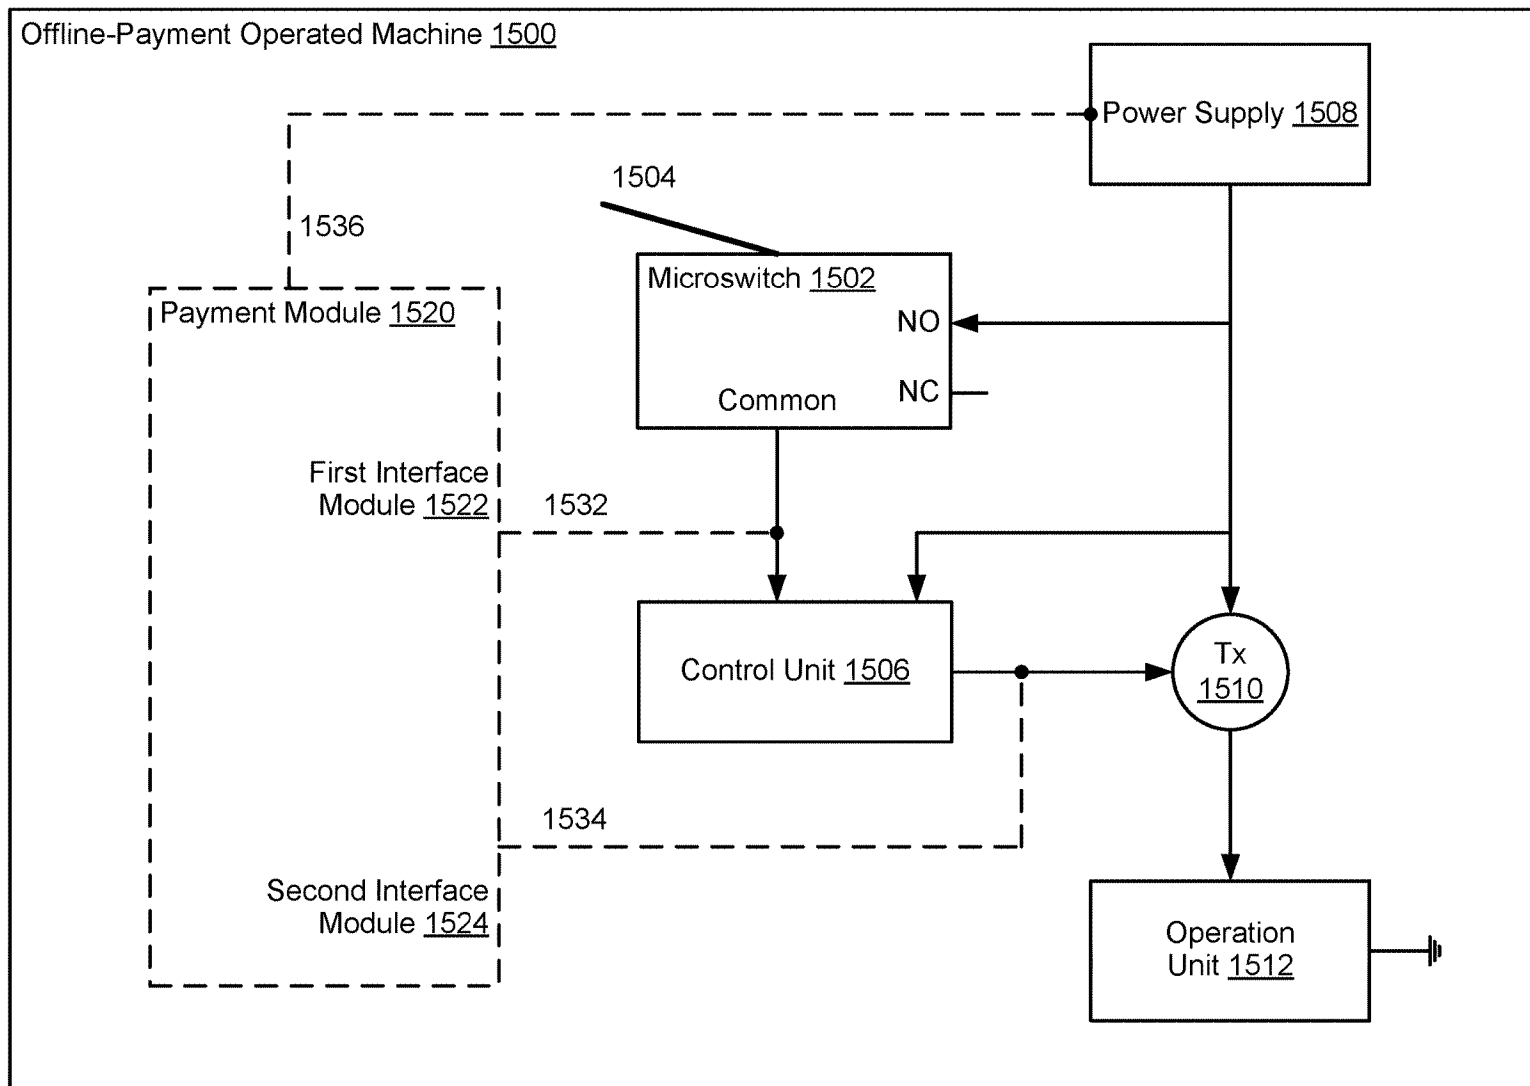 Offline-Payment Operated Machine 1500
Power Supply 1508
1504
1536
Microswitch 1502
Payment Module 1520
NO
NC
Common
First Interface
Module 1522
1532
Control Unit 1506
Tx
1510
1534
Second Interface
Module 1524
Operation
Unit 1512